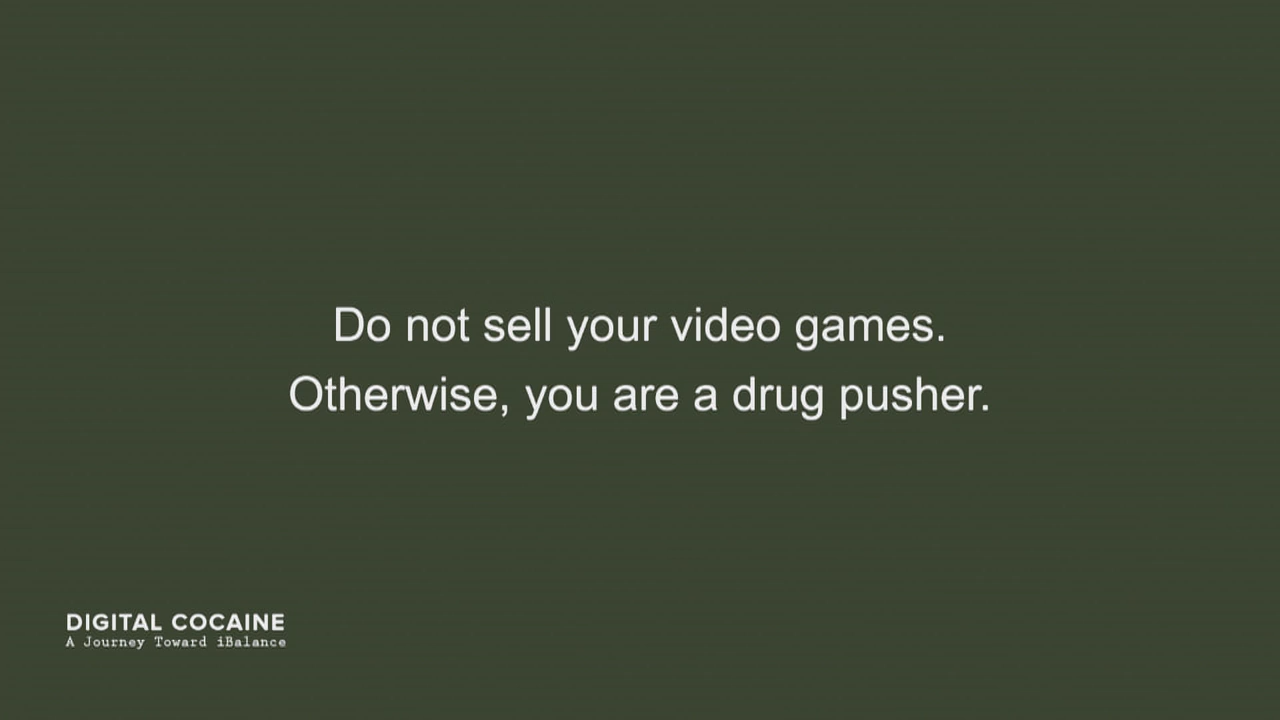 Do not sell your video games.
Otherwise, you are a drug pusher.
DIGITAL COCAINE
A Journey Toward iBalance